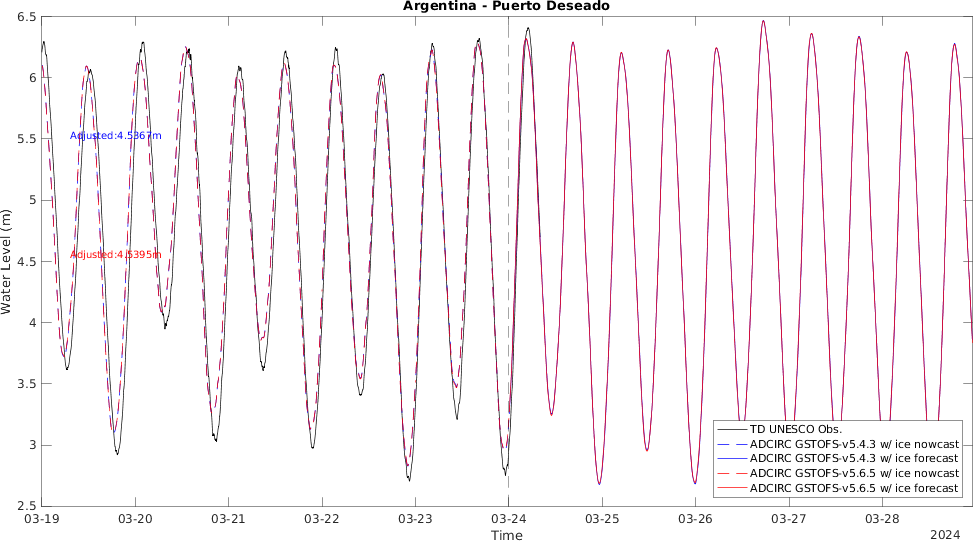 Argentina - Puerto Deseado
6.5
6
5.5
5
4.5
4
3.5
3
2.5
Water Level (m)
Adjusted:4.5367m
Adjusted:4.5395m
TD UNESCO Obs.
ADCIRC GSTOFS-v5.4.3 w/ ice nowcast
ADCIRC GSTOFS-v5.4.3 w/ ice forecast
ADCIRC GSTOFS-v5.6.5 w/ ice nowcast
ADCIRC GSTOFS-v5.6.5 w/ ice forecast
03-19 03-20 03-21 03-22 03-23 03-24 03-25 03-26 03-27 03-28
Time
2024